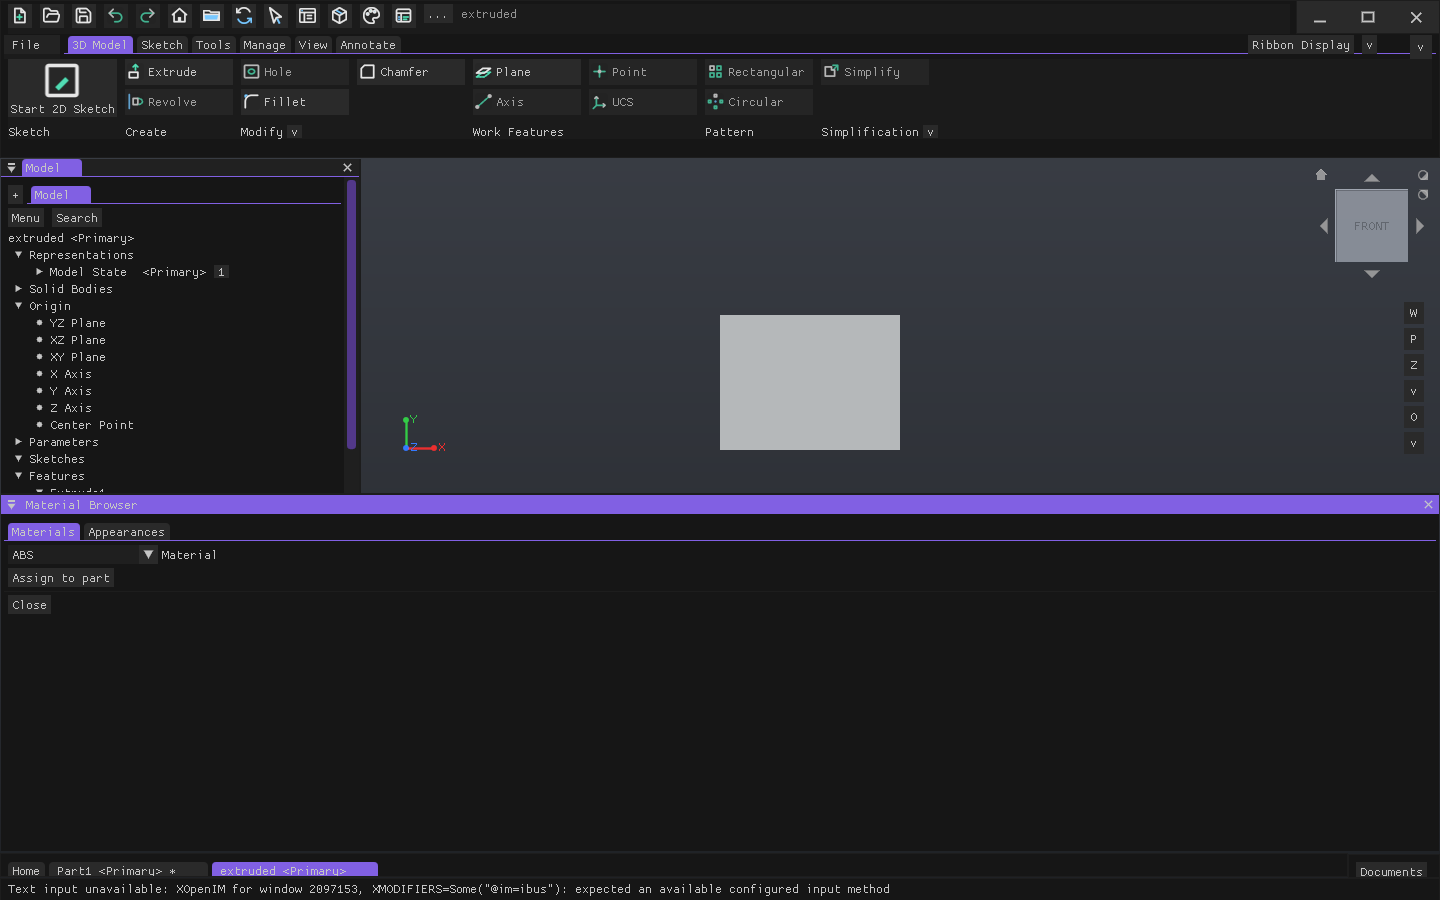 ... extruded
File 3D Model Sketch Tools Manage View Annotate Ribbon Display v v
Extrude Hole Chamfer Plane Point Rectangular Simplify
Start 2D Sketch Revolve Fillet Axis UCS Circular
Sketch Create Modify v Work Features Pattern Simplification v
Model
+ Model
Menu Search
extruded <Primary>
Representations
Model State <Primary> 1
Solid Bodies
Origin
YZ Plane
XZ Plane
XY Plane
X Axis
Y Axis
Z Axis
Center Point
Parameters
Sketches
Features
Extrude1
FRONT
W
P
Z
v
O
v
Y
Z X
Material Browser
Materials Appearances
ABS Material
Assign to part
Close
Home Part1 <Primary> * extruded <Primary> Documents
Text input unavailable: XOpenIM for window 2097153, XMODIFIERS=Some("@im=ibus"): expected an available configured input method